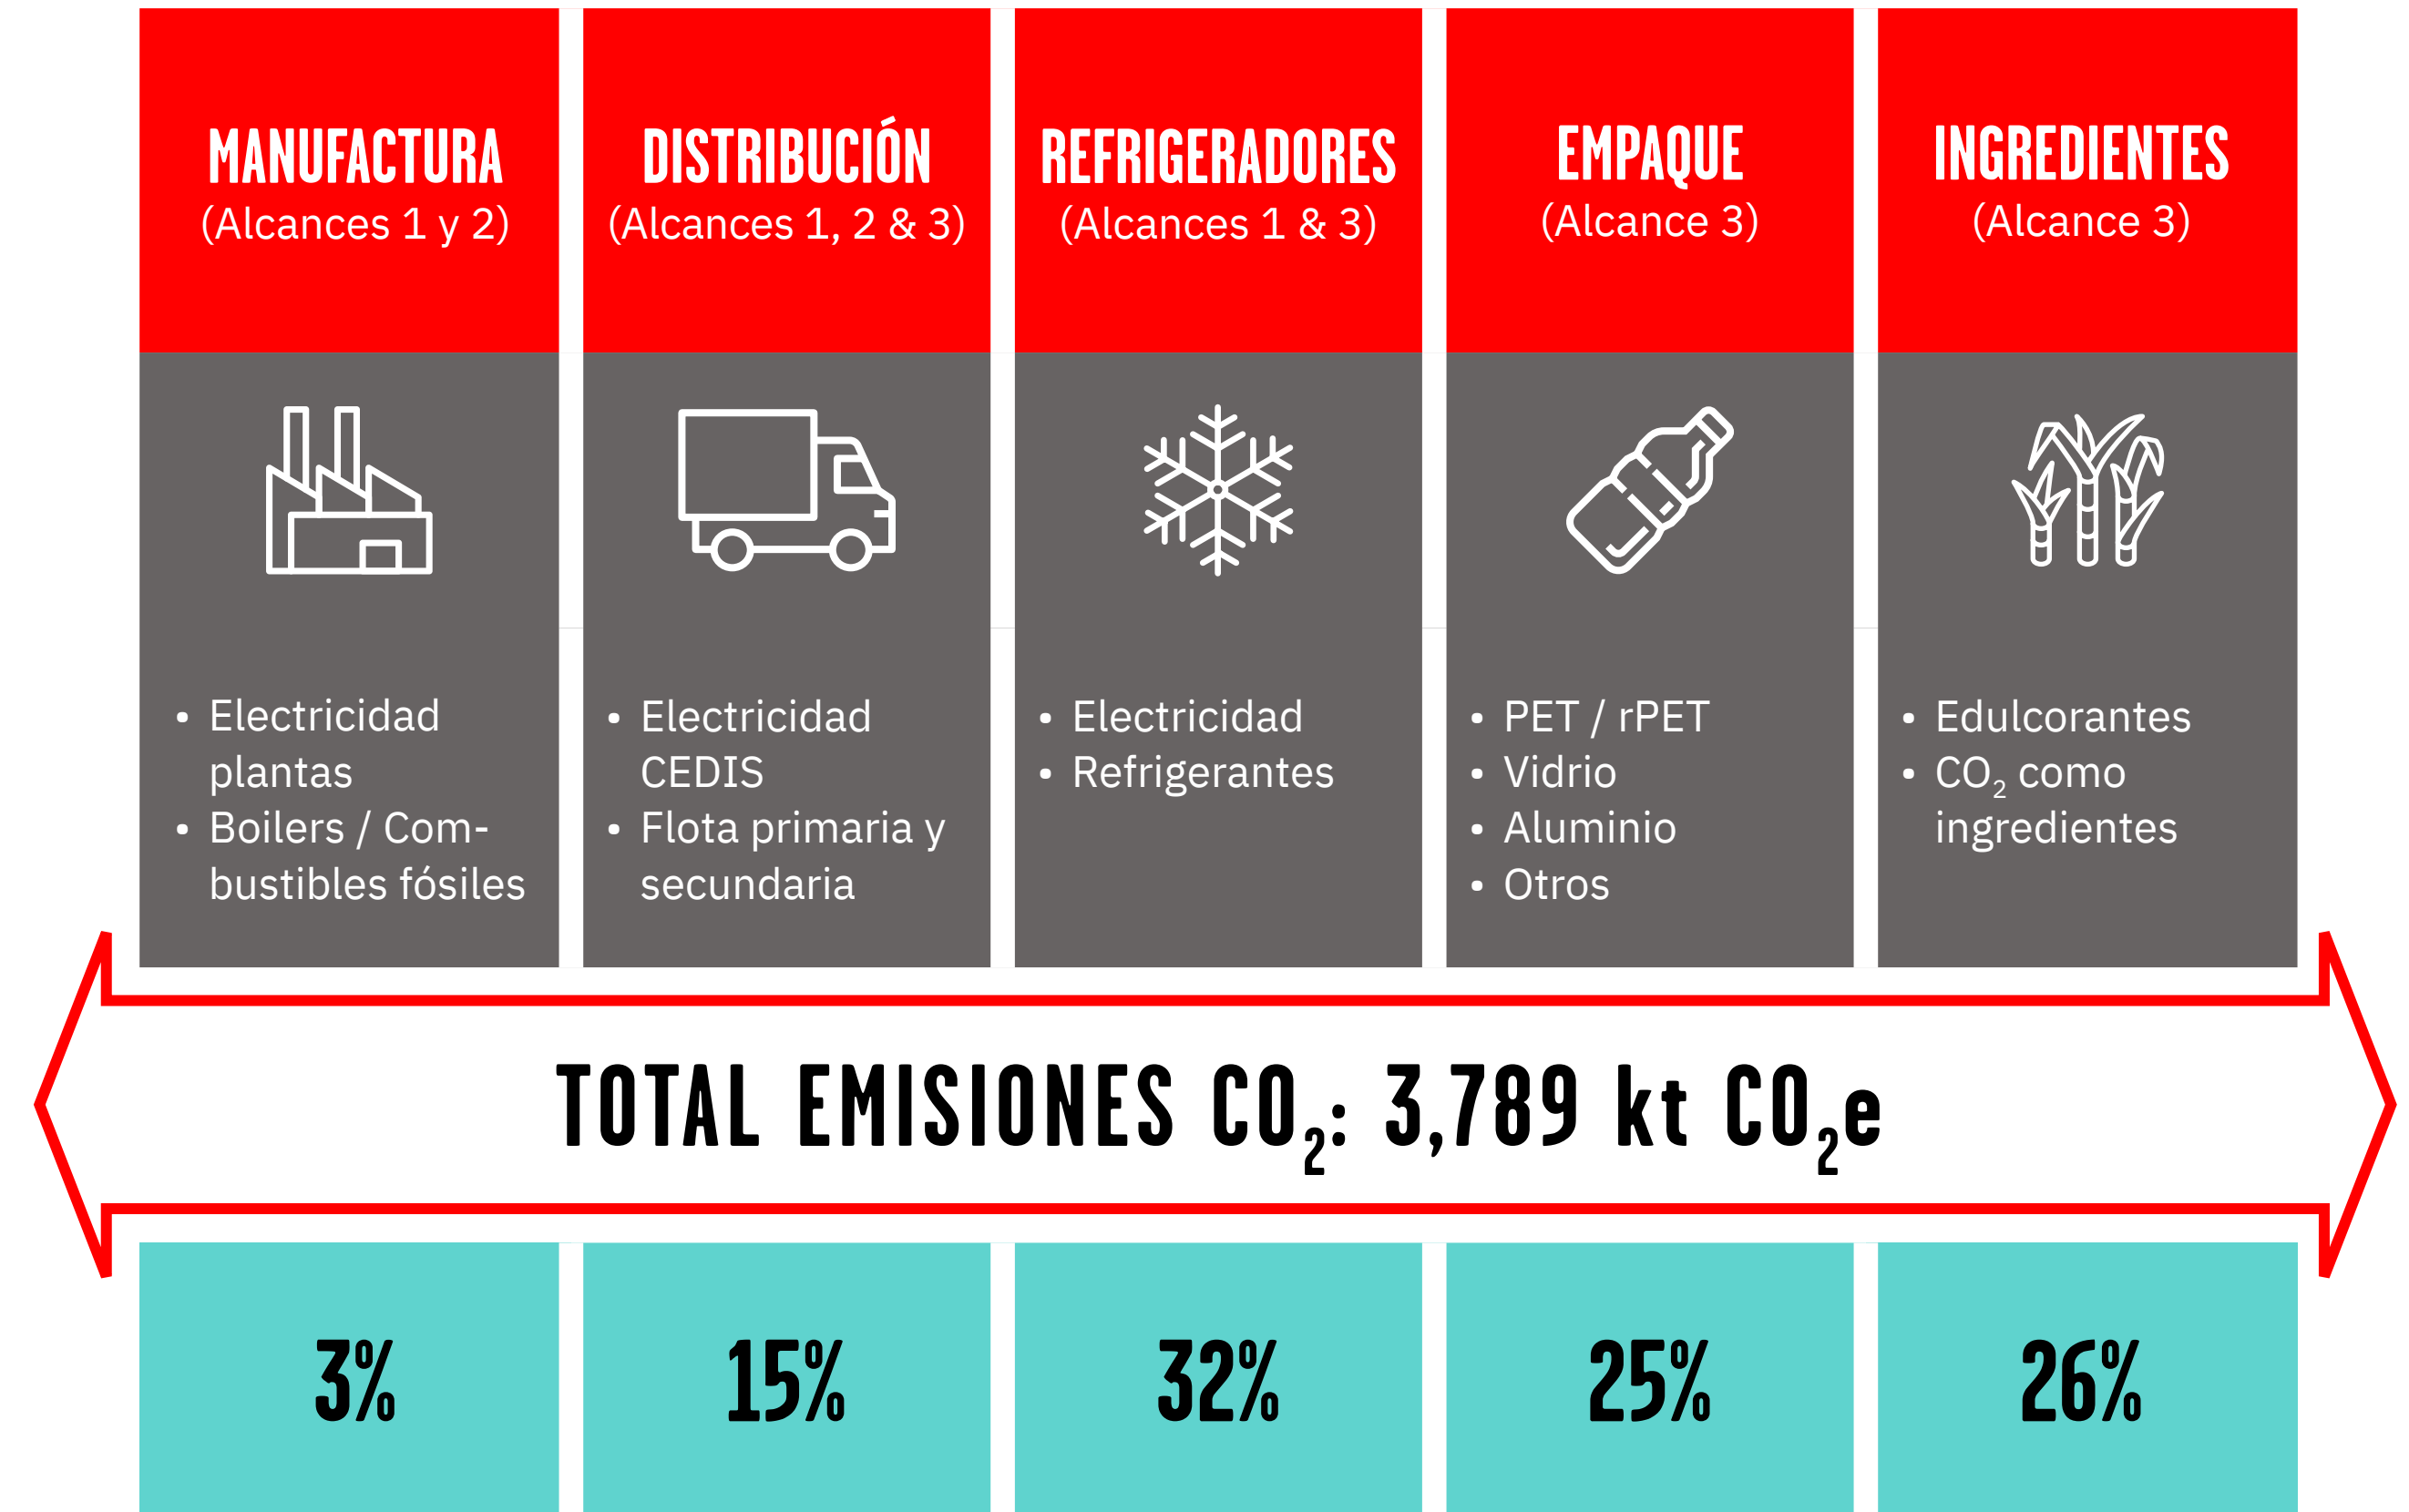 MANUFACTURA
(Alcances 1 y 2)
DISTRIBUCIÓN
(Alcances 1, 2 & 3)
REFRIGERADORES
(Alcances 1 & 3)
EMPAQUE
(Alcance 3)
INGREDIENTES
(Alcance 3)
• Electricidad
plantas
• Boilers / Com-
bustibles fósiles
• Electricidad
CEDIS
• Flota primaria y
secundaria
• Electricidad
• Refrigerantes
• PET / rPET
• Vidrio
• Aluminio
• Otros
• Edulcorantes
• CO₂ como
ingredientes
TOTAL EMISIONES CO₂: 3,789 kt CO₂e
3%
15%
32%
25%
26%